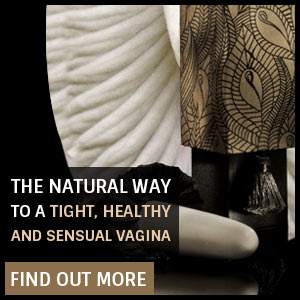 THE NATURAL WAY
TO A TIGHT, HEALTHY
AND SENSUAL VAGINA
FIND OUT MORE